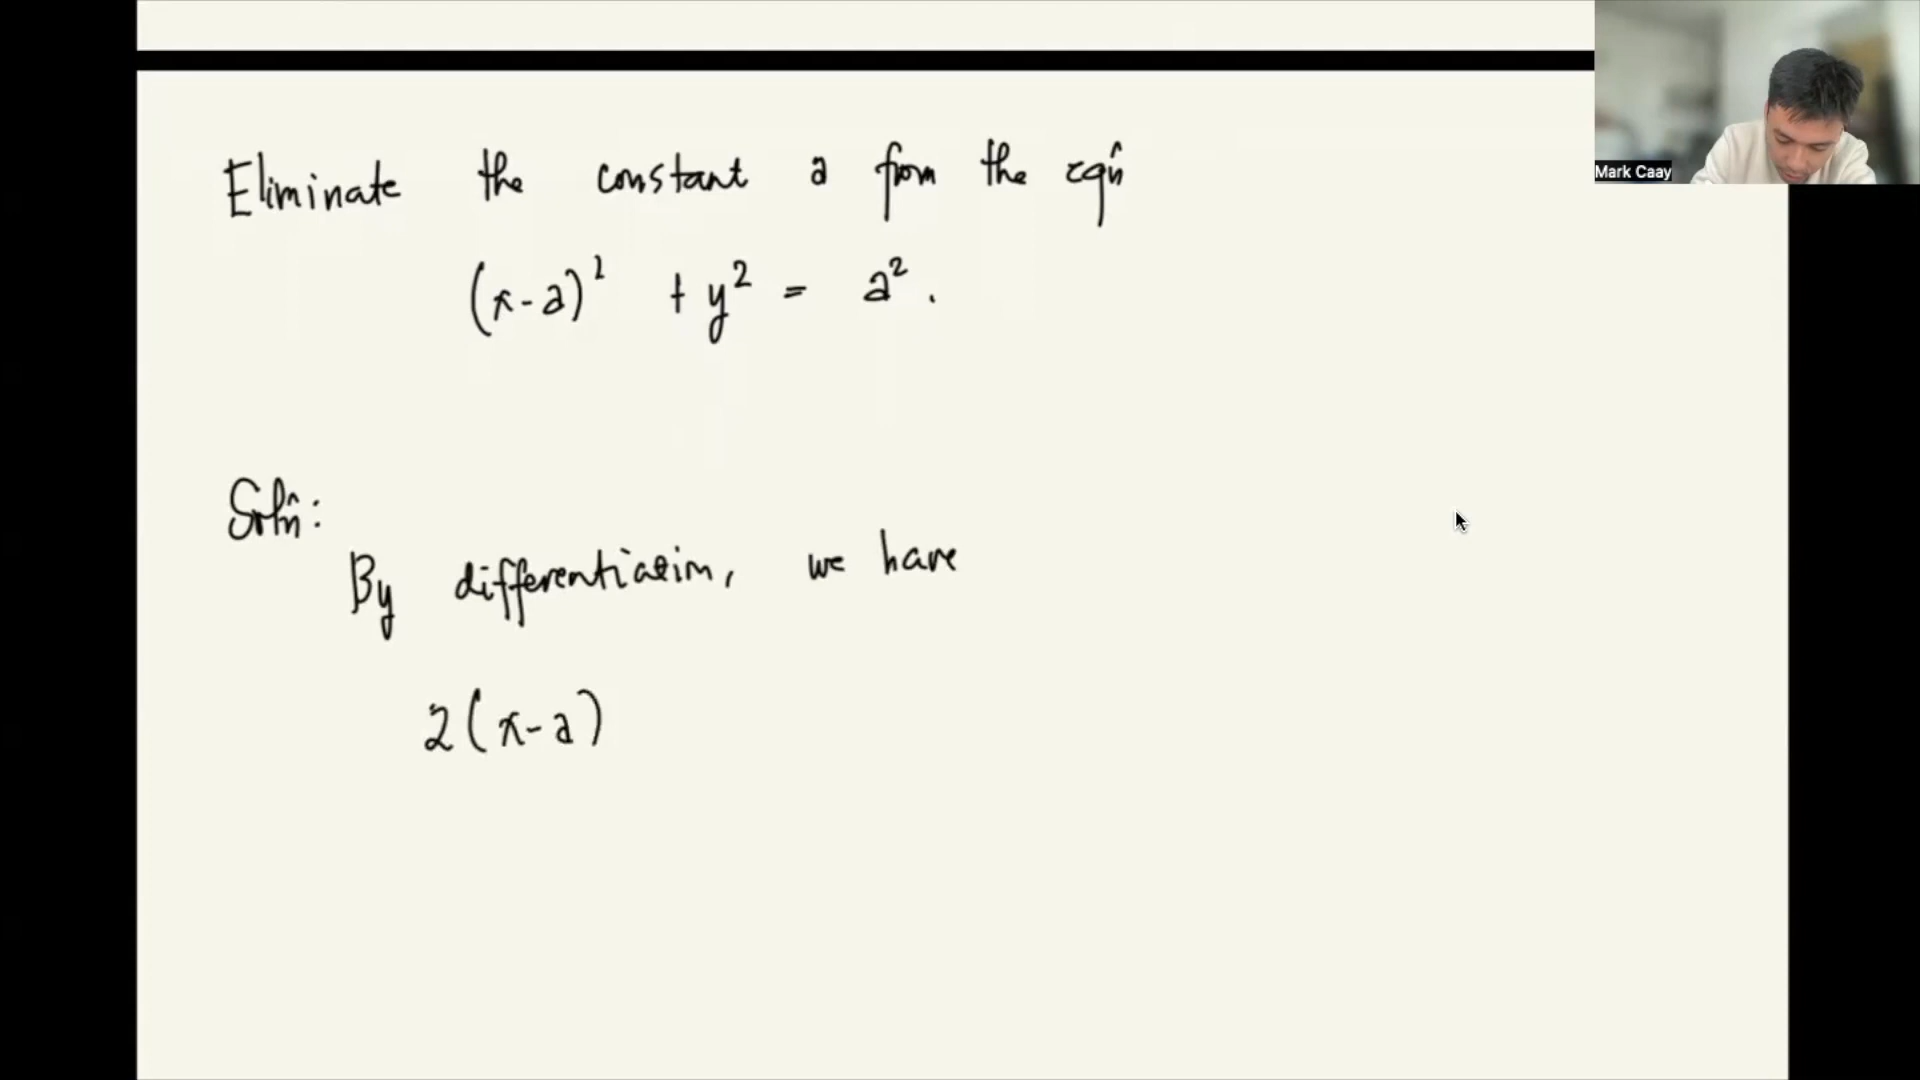 Eliminate the constant a from the eqn̂
(x-a)² + y² = a².
Mark Caay
Soln̂:
By differentiation, we have
2(x-a)